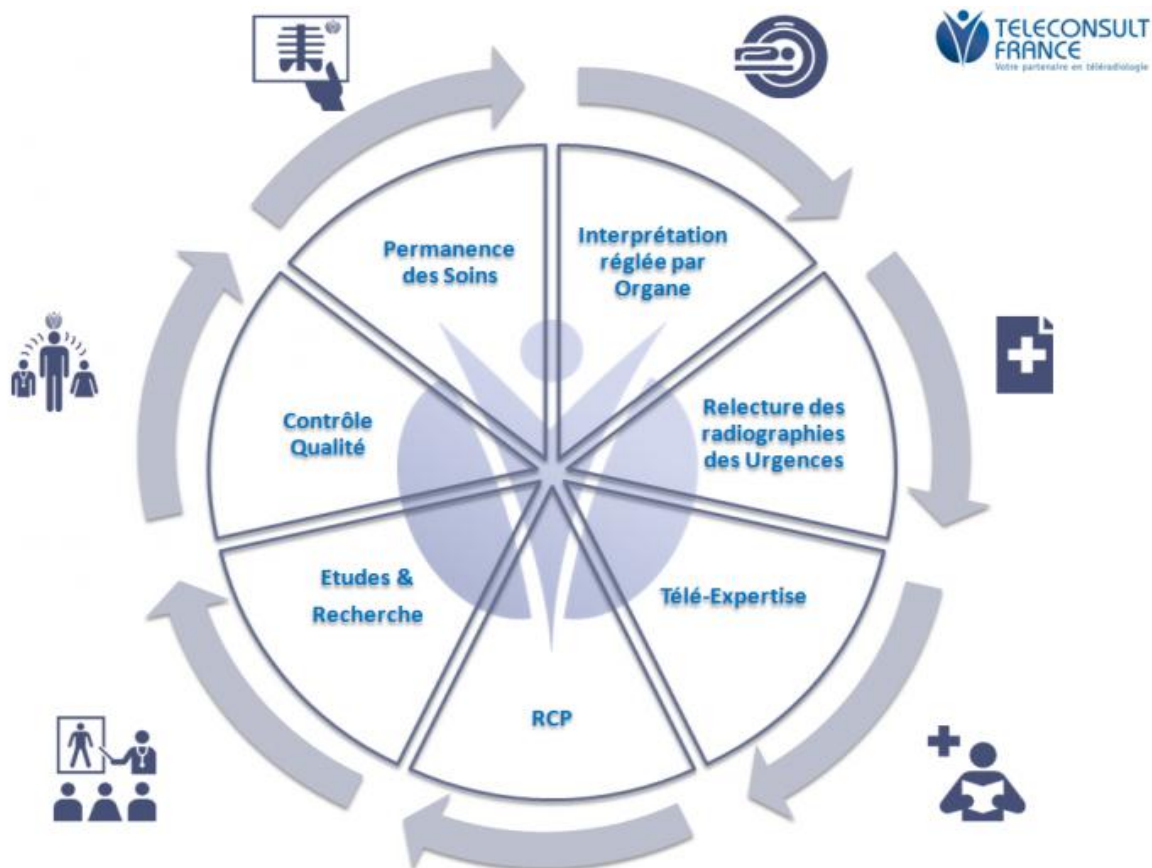 TELECONSULT
FRANCE
Votre partenaire en téléradiologie
Permanence
des Soins
Interprétation
réglée par
Organe
Relecture des
radiographies
des Urgences
Télé-Expertise
RCP
Etudes &
Recherche
Contrôle
Qualité